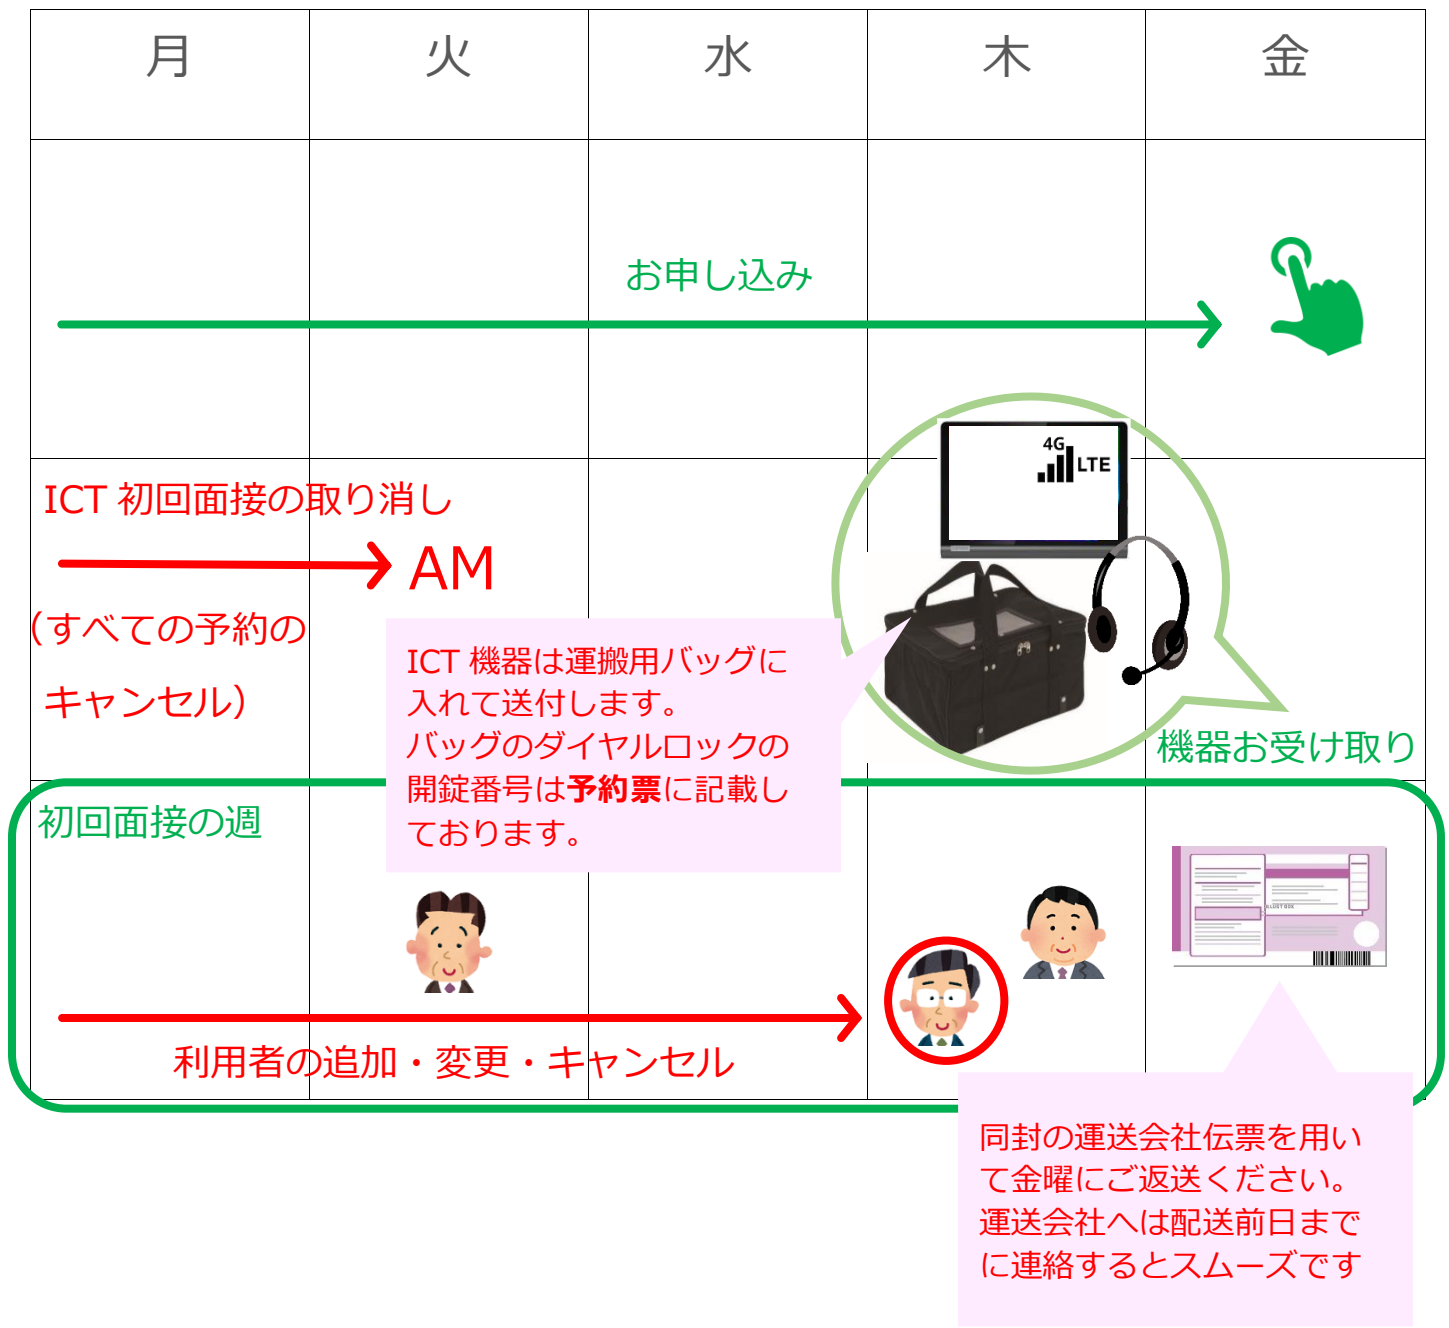 月 火 水 木 金
お申し込み
4G
LTE
ICT 初回面接の取り消し
AM
（すべての予約の
キャンセル）
ICT 機器は運搬用バッグに
入れて送付します。
バッグのダイヤルロックの
開錠番号は予約票に記載し
ております。
機器お受け取り
初回面接の週
ILLUST BOX
利用者の追加・変更・キャンセル
同封の運送会社伝票を用い
て金曜にご返送ください。
運送会社へは配送前日まで
に連絡するとスムーズです